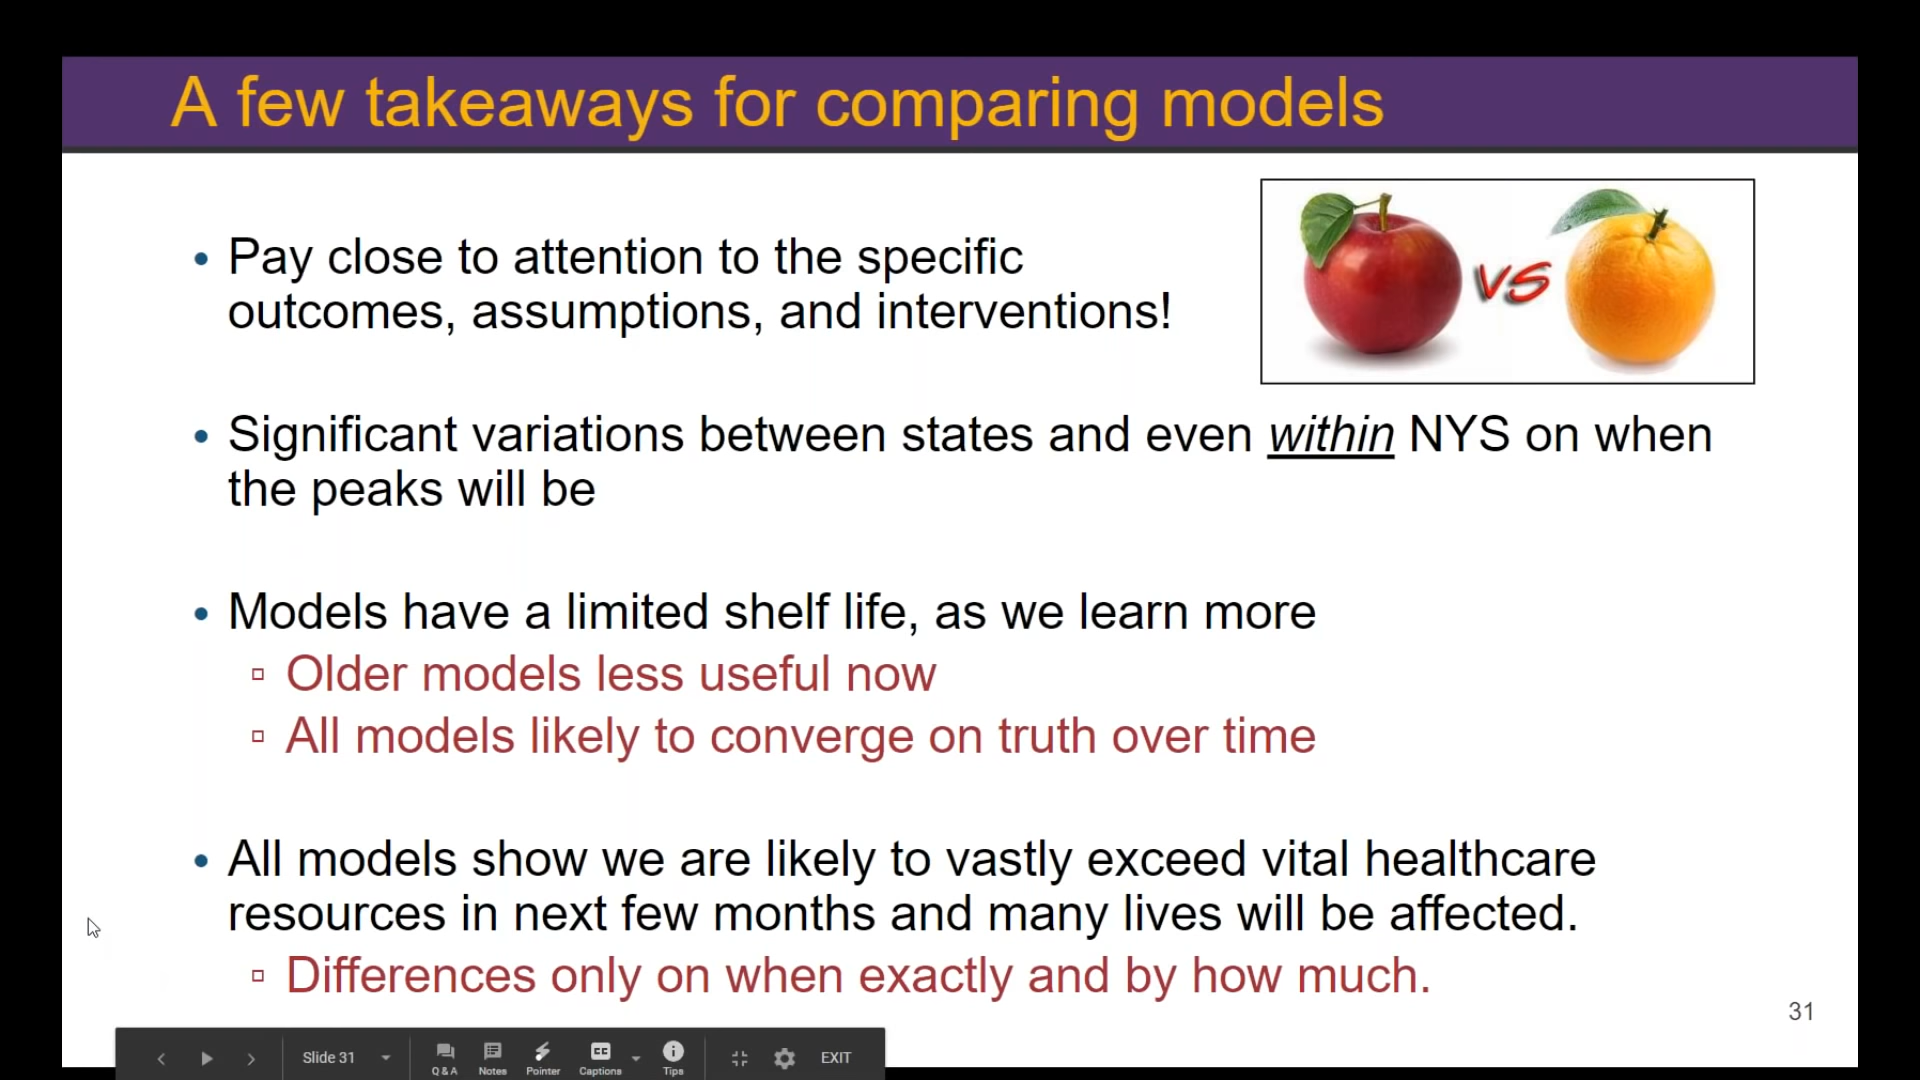 A few takeaways for comparing models
VS
• Pay close to attention to the specific
outcomes, assumptions, and interventions!
• Significant variations between states and even within NYS on when
the peaks will be
• Models have a limited shelf life, as we learn more
▫ Older models less useful now
▫ All models likely to converge on truth over time
• All models show we are likely to vastly exceed vital healthcare
resources in next few months and many lives will be affected.
▫ Differences only on when exactly and by how much.
31
Slide 31
Q & A
Notes
Pointer
CC
Captions
Tips
EXIT